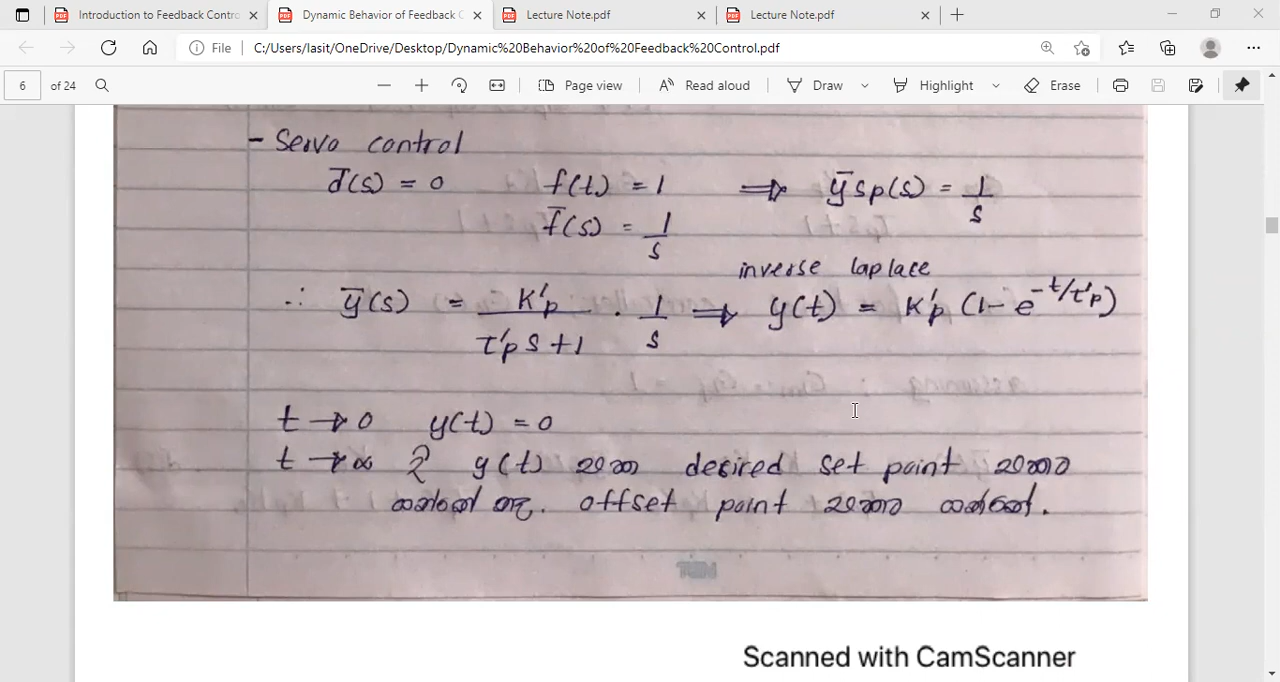 Introduction to Feedback Contro
Dynamic Behavior of Feedback C
Lecture Note.pdf
Lecture Note.pdf
File
C:/Users/lasit/OneDrive/Desktop/Dynamic%20Behavior%20of%20Feedback%20Control.pdf
6 of 24
Page view
Read aloud
Draw
Highlight
Erase
- Servo control
d̅(s) = 0 f(t) = 1 ⇒ y̅sp(s) = 1/s
f̅(s) = 1/s
inverse laplace
∴ y̅(s) = K'p / τ'p s + 1 · 1/s ⇒ y(t) = K'p (1 - e^-t/τ'p)
t → 0 y(t) = 0
t → ∞ y(t) desired set point
offset point
Scanned with CamScanner